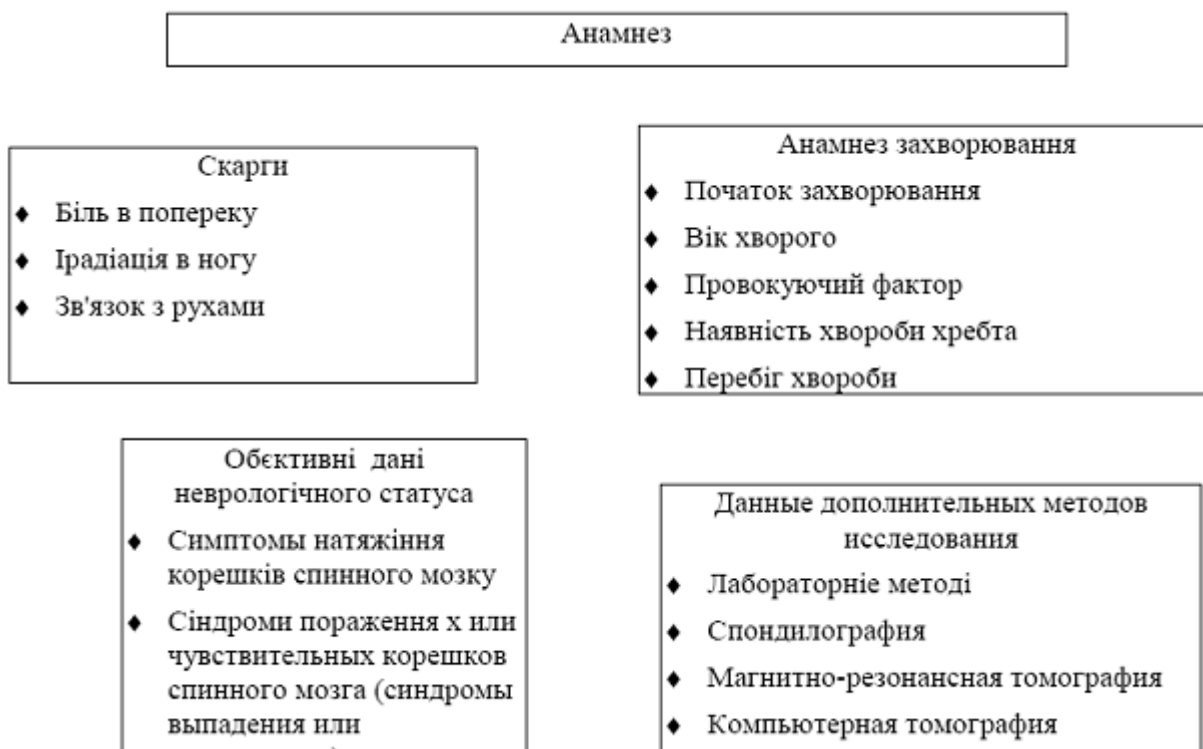 Анамнез
Скарги
♦ Біль в попереку
♦ Ірадіація в ногу
♦ Зв'язок з рухами
Анамнез захворювання
♦ Початок захворювання
♦ Вік хворого
♦ Провокуючий фактор
♦ Наявність хвороби хребта
♦ Перебіг хвороби
Обєктивні дані
неврологічного статуса
♦ Симптомы натяжіння
корешків спинного мозку
♦ Сіндроми пораження х или
чувствительных корешков
спинного мозга (синдромы
выпадения или
Данные дополнительных методов
исследования
♦ Лабораторніе методі
♦ Спондилография
♦ Магнитно-резонансная томография
♦ Компьютерная томография